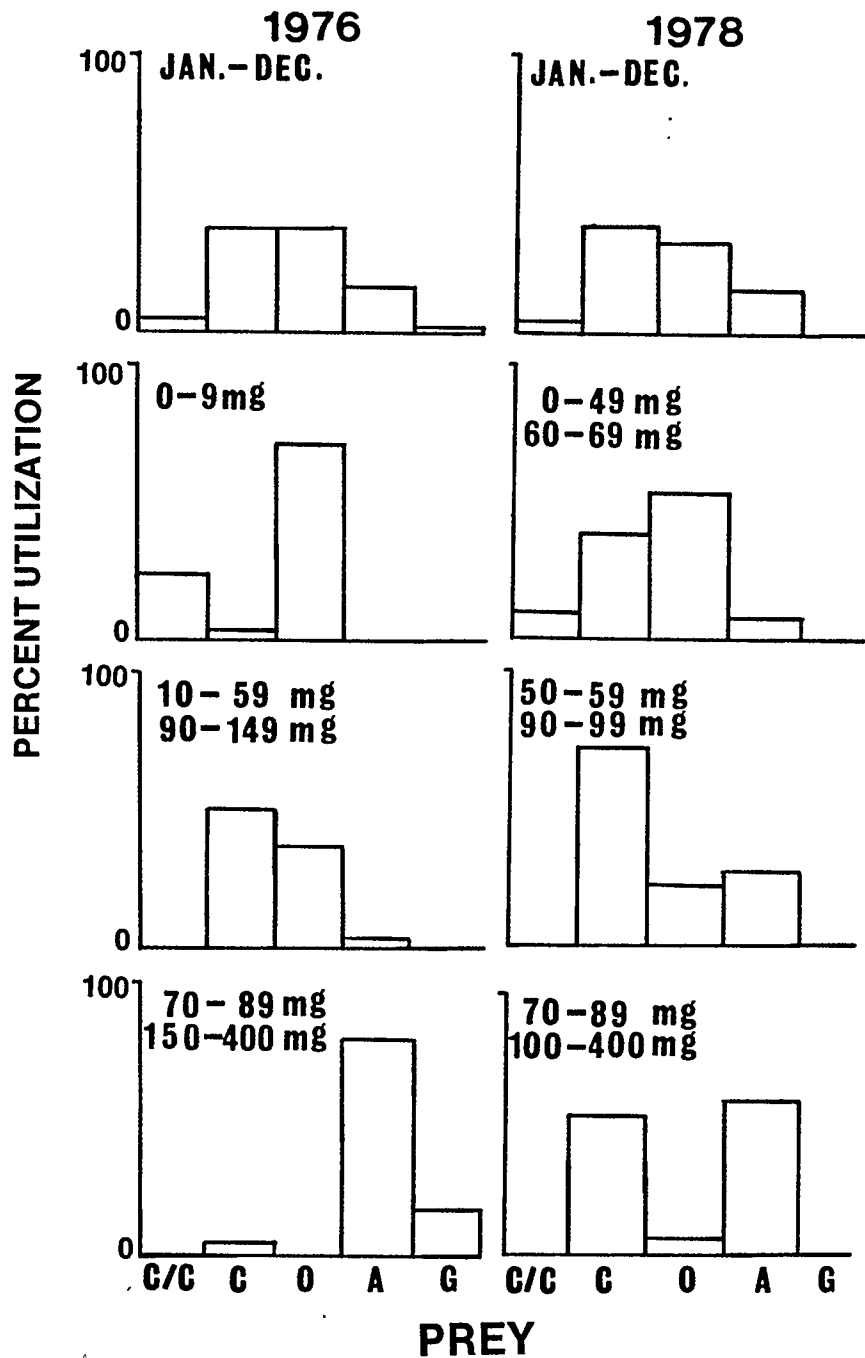 1976
1978
100
JAN.-DEC.
JAN.-DEC.
0
100
0-9mg
0-49 mg
60-69 mg
0
PERCENT UTILIZATION
100
10-59 mg
90-149 mg
50-59 mg
90-99 mg
0
100
70-89 mg
150-400 mg
70-89 mg
100-400 mg
0
C/C C O A G
C/C C O A G
PREY